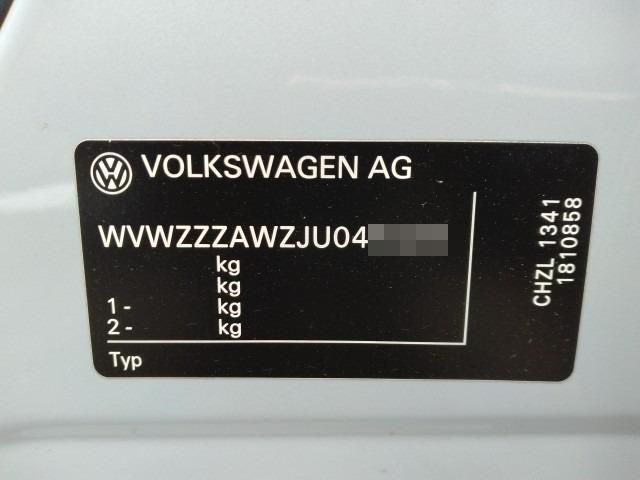 VOLKSWAGEN AG
WVWZZZAWZJU04
kg
kg
1 - kg
2 - kg
Typ
CHZL 1341
1810858